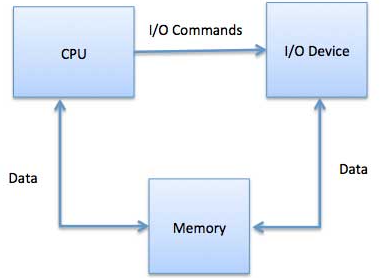 I/O Commands
CPU
I/O Device
Data
Data
Memory